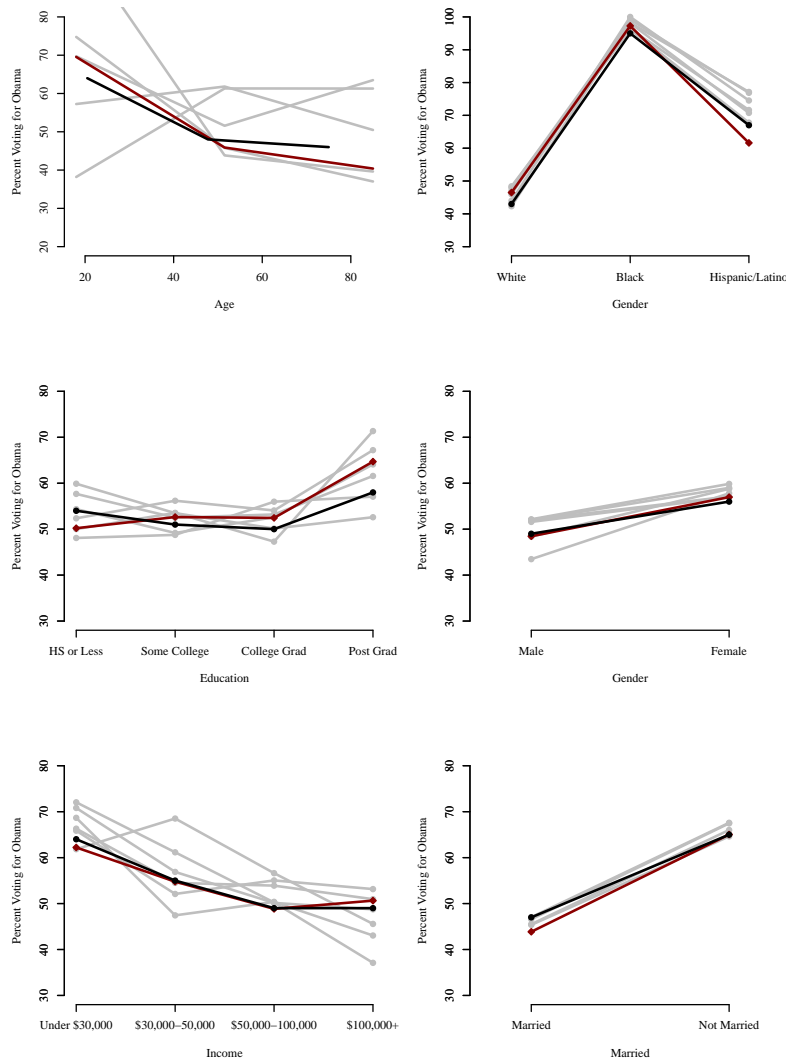 Percent Voting for Obama
80
70
60
50
40
30
20
20 40 60 80
Age
Percent Voting for Obama
100
90
80
70
60
50
40
30
White Black Hispanic/Latino
Gender
Percent Voting for Obama
80
70
60
50
40
30
HS or Less Some College College Grad Post Grad
Education
Percent Voting for Obama
80
70
60
50
40
30
Male Female
Gender
Percent Voting for Obama
80
70
60
50
40
30
Under $30,000 $30,000−50,000 $50,000−100,000 $100,000+
Income
Percent Voting for Obama
80
70
60
50
40
30
Married Not Married
Married